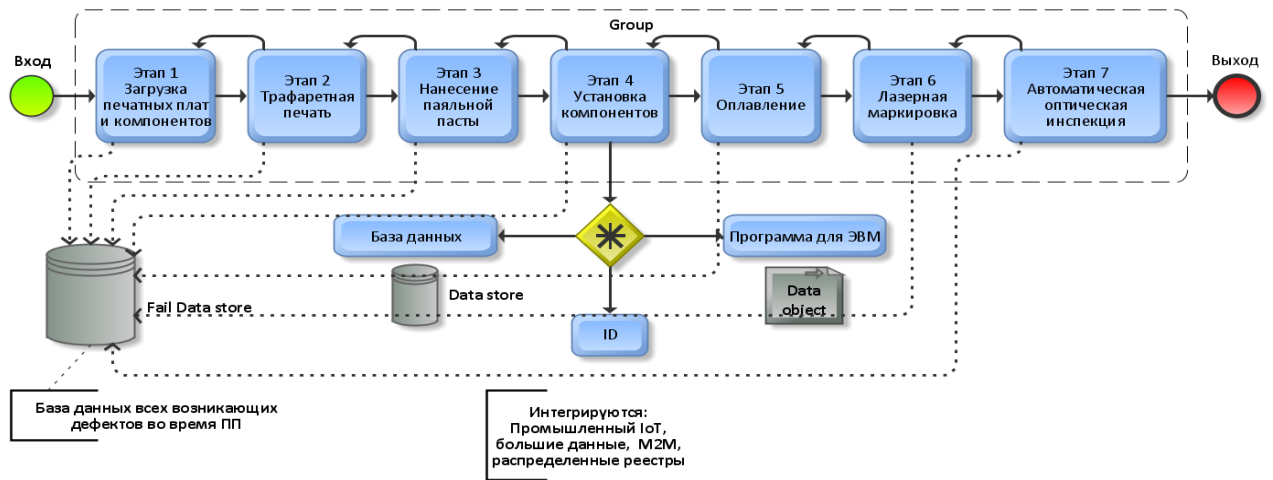 Group
Вход
Этап 1
Загрузка
печатных плат
и компонентов
Этап 2
Трафаретная
печать
Этап 3
Нанесение
паяльной
пасты
Этап 4
Установка
компонентов
Этап 5
Оплавление
Этап 6
Лазерная
маркировка
Этап 7
Автоматическая
оптическая
инспекция
Выход
База данных
Программа для ЭВМ
Fail Data store
Data store
Data
object
ID
База данных всех возникающих
дефектов во время ПП
Интегрируются:
Промышленный IoT,
большие данные, M2M,
распределенные реестры